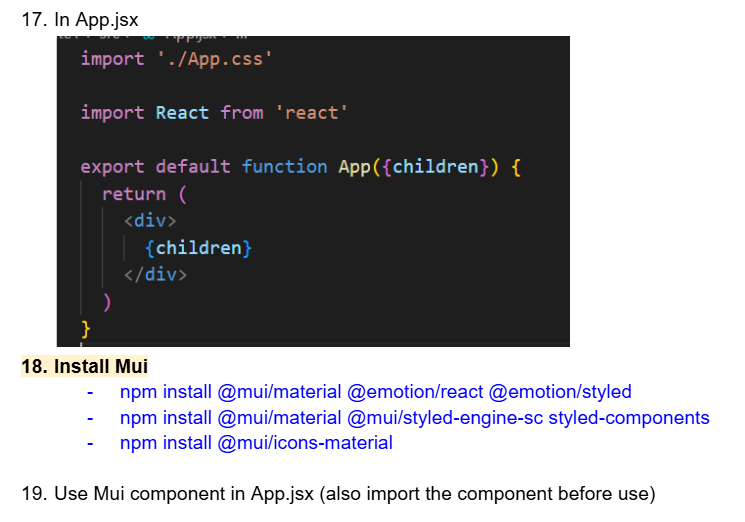 17. In App.jsx
import './App.css'
import React from 'react'
export default function App({children}) {
return (
<div>
{children}
</div>
)
}
18. Install Mui
- npm install @mui/material @emotion/react @emotion/styled
- npm install @mui/material @mui/styled-engine-sc styled-components
- npm install @mui/icons-material
19. Use Mui component in App.jsx (also import the component before use)